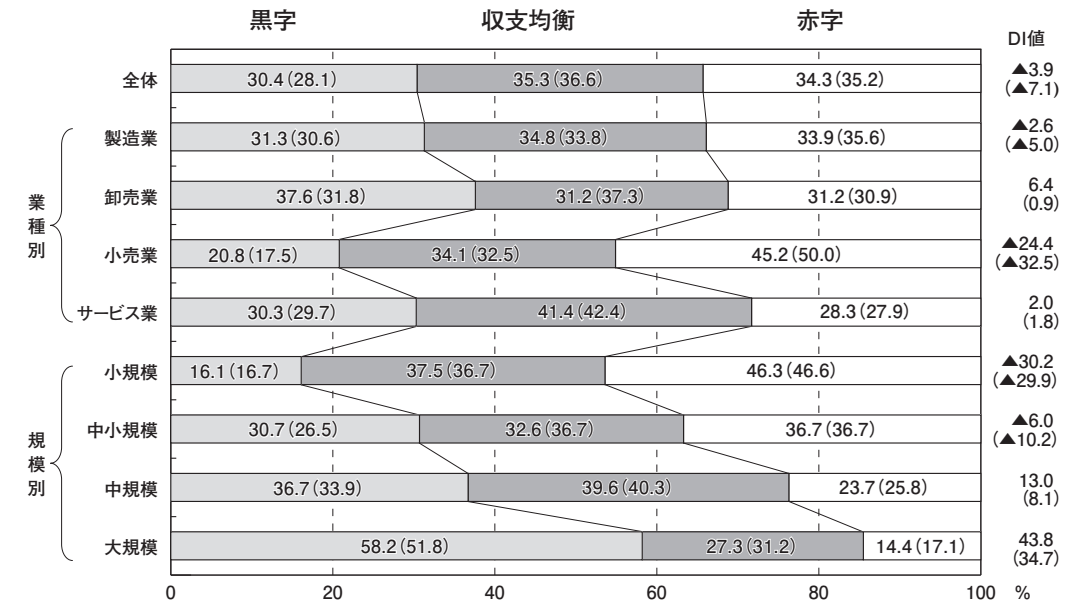 黒字 収支均衡 赤字
DI値
全体 30.4(28.1) 35.3(36.6) 34.3(35.2) ▲3.9
(▲7.1)
業種別
製造業 31.3(30.6) 34.8(33.8) 33.9(35.6) ▲2.6
(▲5.0)
卸売業 37.6(31.8) 31.2(37.3) 31.2(30.9) 6.4
(0.9)
小売業 20.8(17.5) 34.1(32.5) 45.2(50.0) ▲24.4
(▲32.5)
サービス業 30.3(29.7) 41.4(42.4) 28.3(27.9) 2.0
(1.8)
規模別
小規模 16.1(16.7) 37.5(36.7) 46.3(46.6) ▲30.2
(▲29.9)
中小規模 30.7(26.5) 32.6(36.7) 36.7(36.7) ▲6.0
(▲10.2)
中規模 36.7(33.9) 39.6(40.3) 23.7(25.8) 13.0
(8.1)
大規模 58.2(51.8) 27.3(31.2) 14.4(17.1) 43.8
(34.7)
0 20 40 60 80 100 %